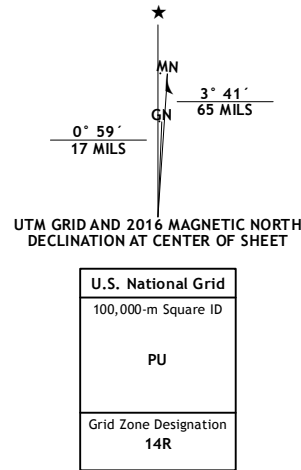 ★
MN
3° 41´
65 MILS
GN
0° 59´
17 MILS
UTM GRID AND 2016 MAGNETIC NORTH
DECLINATION AT CENTER OF SHEET
U.S. National Grid
100,000-m Square ID
PU
Grid Zone Designation
14R